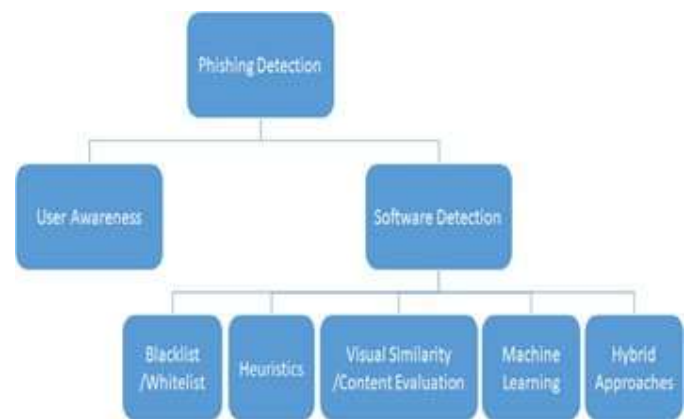 Phishing Detection
User Awareness
Software Detection
Blacklist
/Whitelist
Heuristics
Visual Similarity
/Content Evaluation
Machine
Learning
Hybrid
Approaches